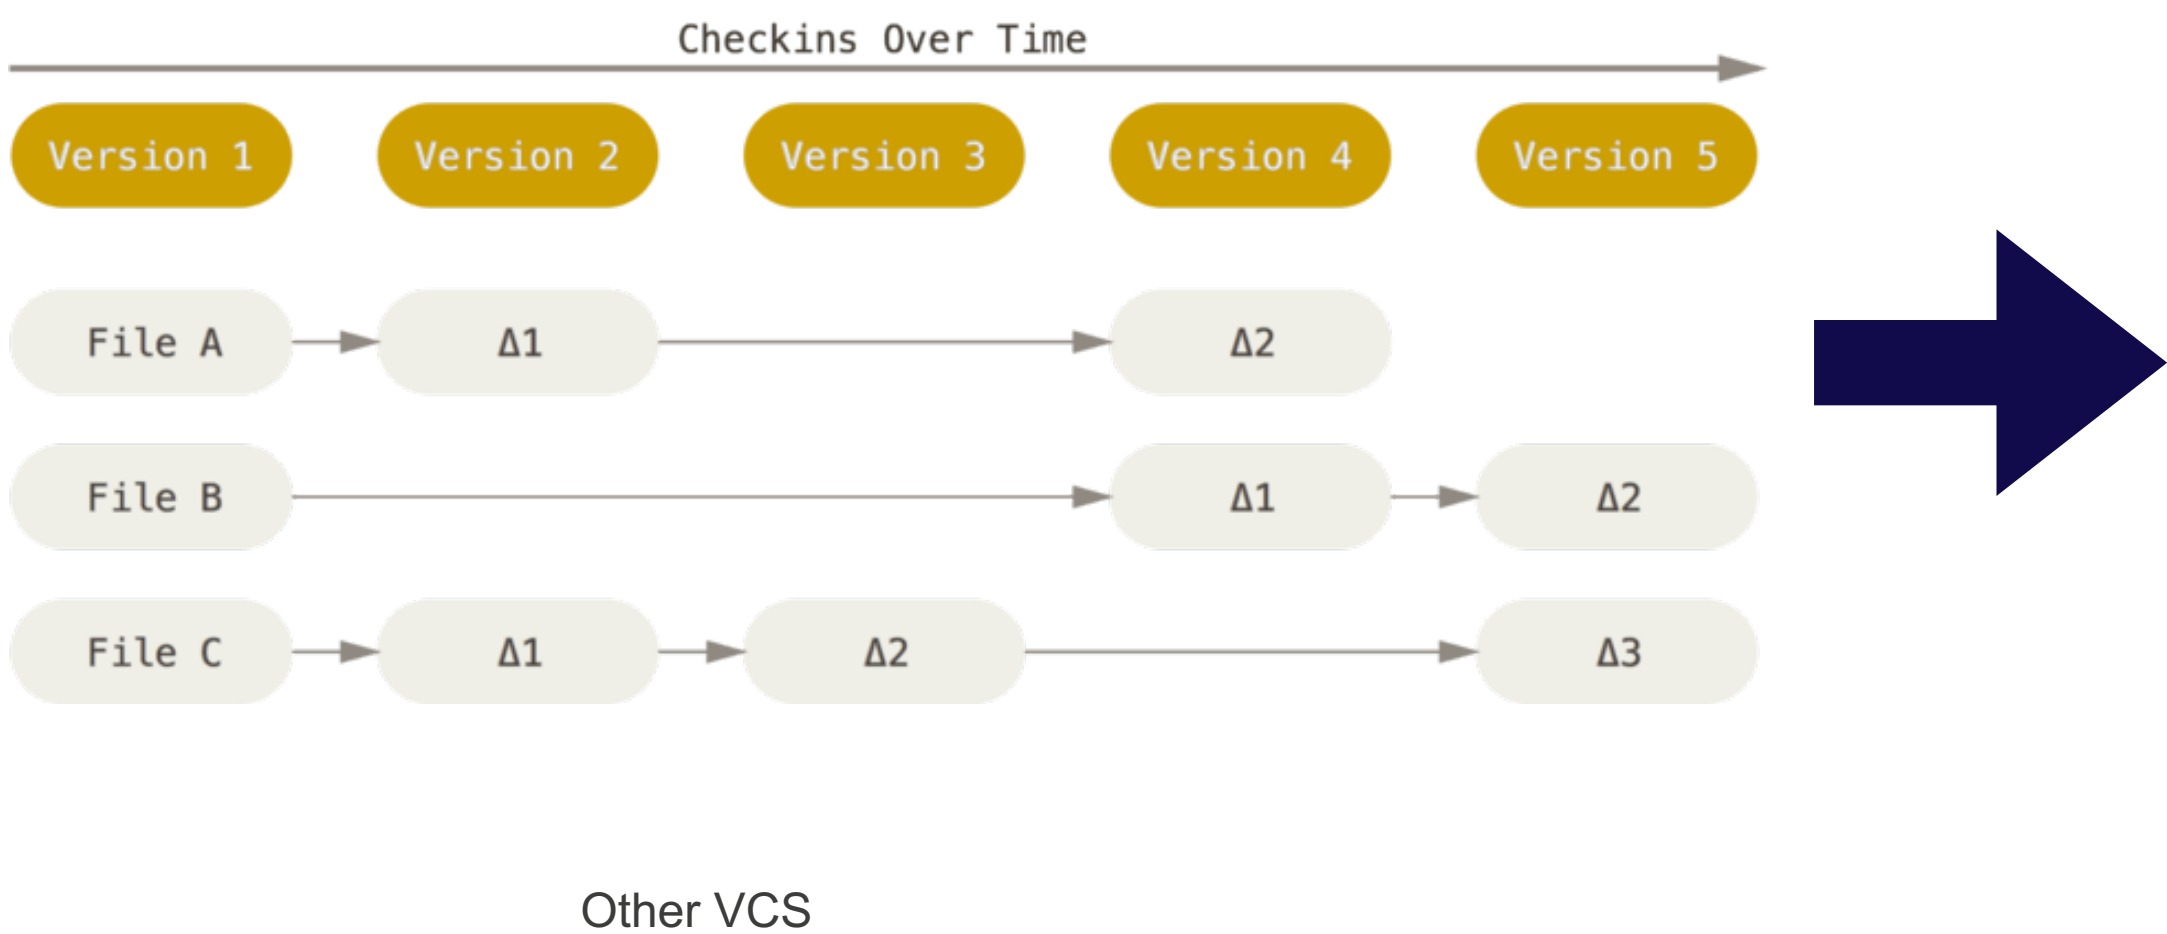 Checkins Over Time
Version 1 Version 2 Version 3 Version 4 Version 5
File A Δ1 Δ2
File B Δ1 Δ2
File C Δ1 Δ2 Δ3
Other VCS